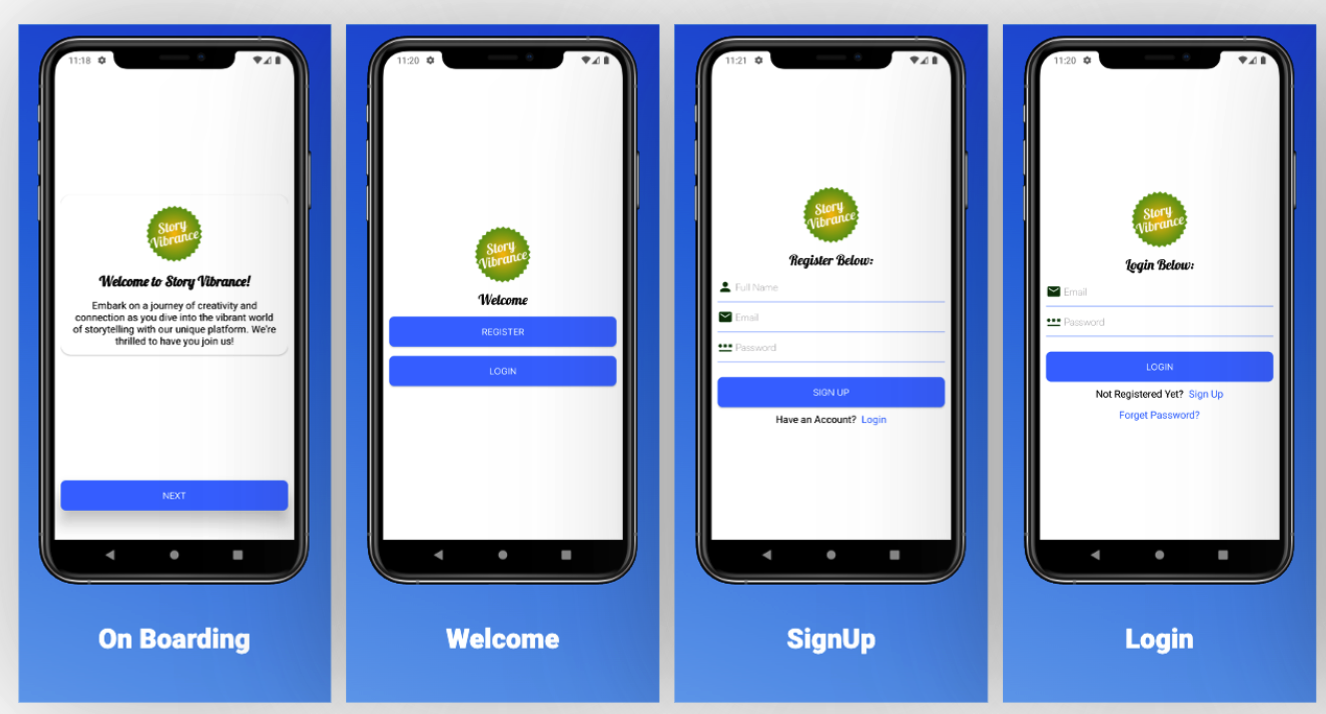 11:18
Story
Vibrance
Welcome to Story Vibrance!
Embark on a journey of creativity and
connection as you dive into the vibrant world
of storytelling with our unique platform. We're
thrilled to have you join us!
NEXT
On Boarding
11:20
Story
Vibrance
Welcome
REGISTER
LOGIN
Welcome
11:21
Story
Vibrance
Register Below:
Full Name
Email
Password
SIGN UP
Have an Account? Login
SignUp
11:20
Story
Vibrance
Login Below:
Email
Password
LOGIN
Not Registered Yet? Sign Up
Forget Password?
Login